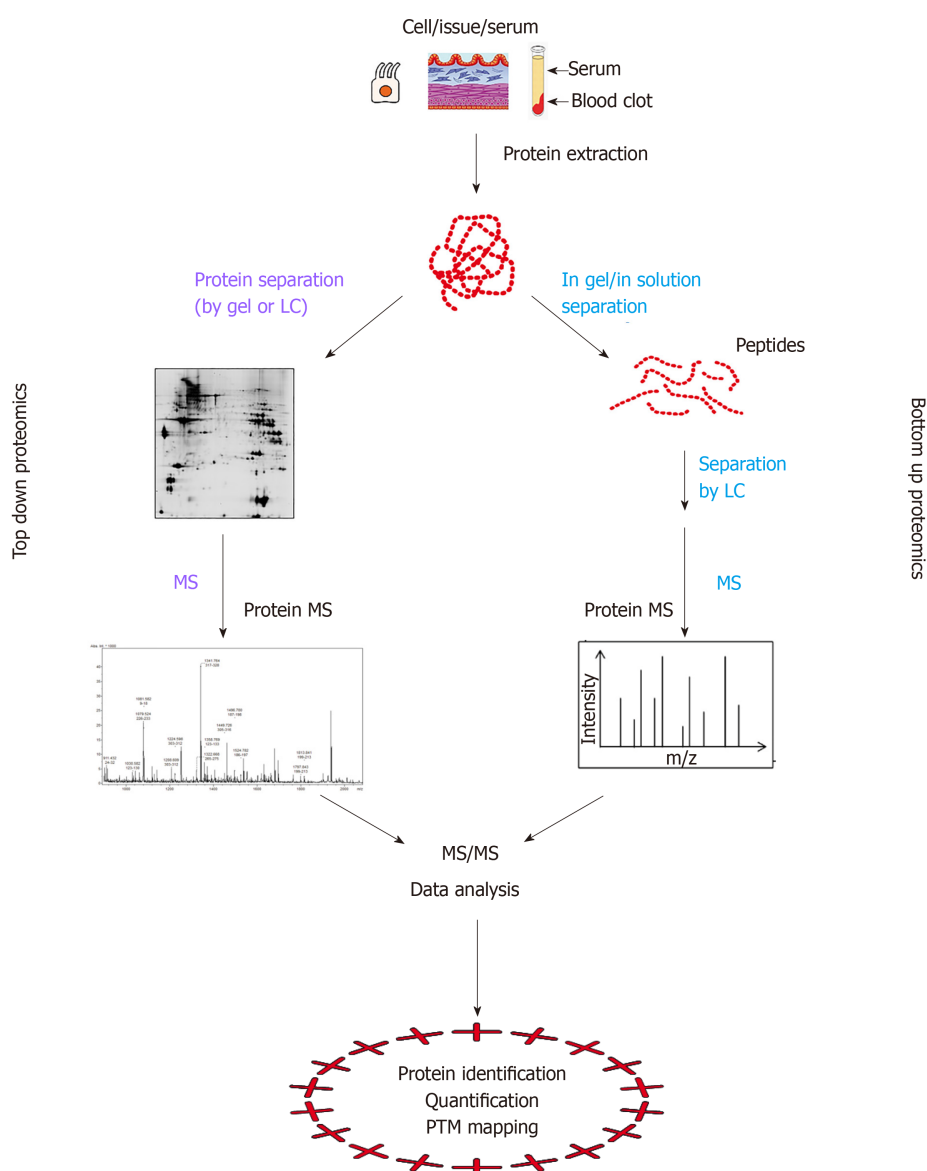 Cell/issue/serum
Serum
Blood clot
Protein extraction
Protein separation
(by gel or LC)
In gel/in solution
separation
Peptides
Top down proteomics
Bottom up proteomics
Separation
by LC
MS
Protein MS
MS
Protein MS
Intensity
m/z
MS/MS
Data analysis
Protein identification
Quantification
PTM mapping